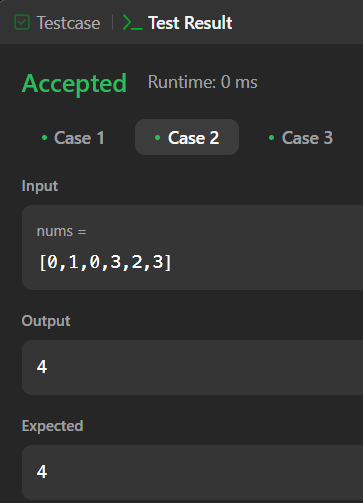 Testcase | Test Result
Accepted Runtime: 0 ms
• Case 1 • Case 2 • Case 3
Input
nums =
[0,1,0,3,2,3]
Output
4
Expected
4